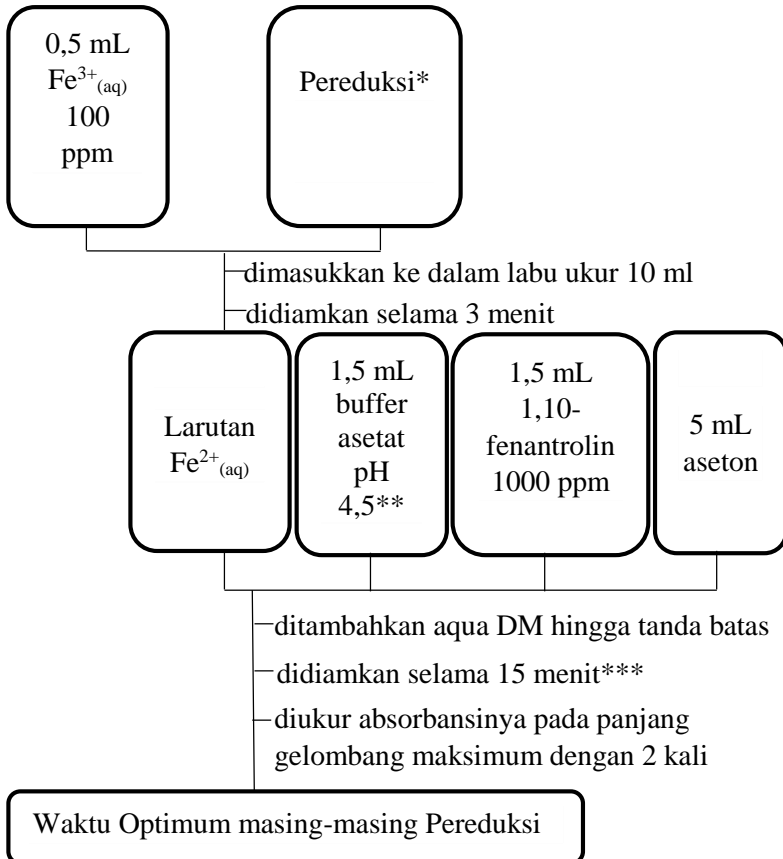 0,5 mL
Fe³⁺(aq)
100
ppm
Pereduksi*
dimasukkan ke dalam labu ukur 10 ml
didiamkan selama 3 menit
Larutan
Fe²⁺(aq)
1,5 mL
buffer
asetat
pH
4,5**
1,5 mL
1,10-
fenantrolin
1000 ppm
5 mL
aseton
ditambahkan aqua DM hingga tanda batas
didiamkan selama 15 menit***
diukur absorbansinya pada panjang
gelombang maksimum dengan 2 kali
Waktu Optimum masing-masing Pereduksi